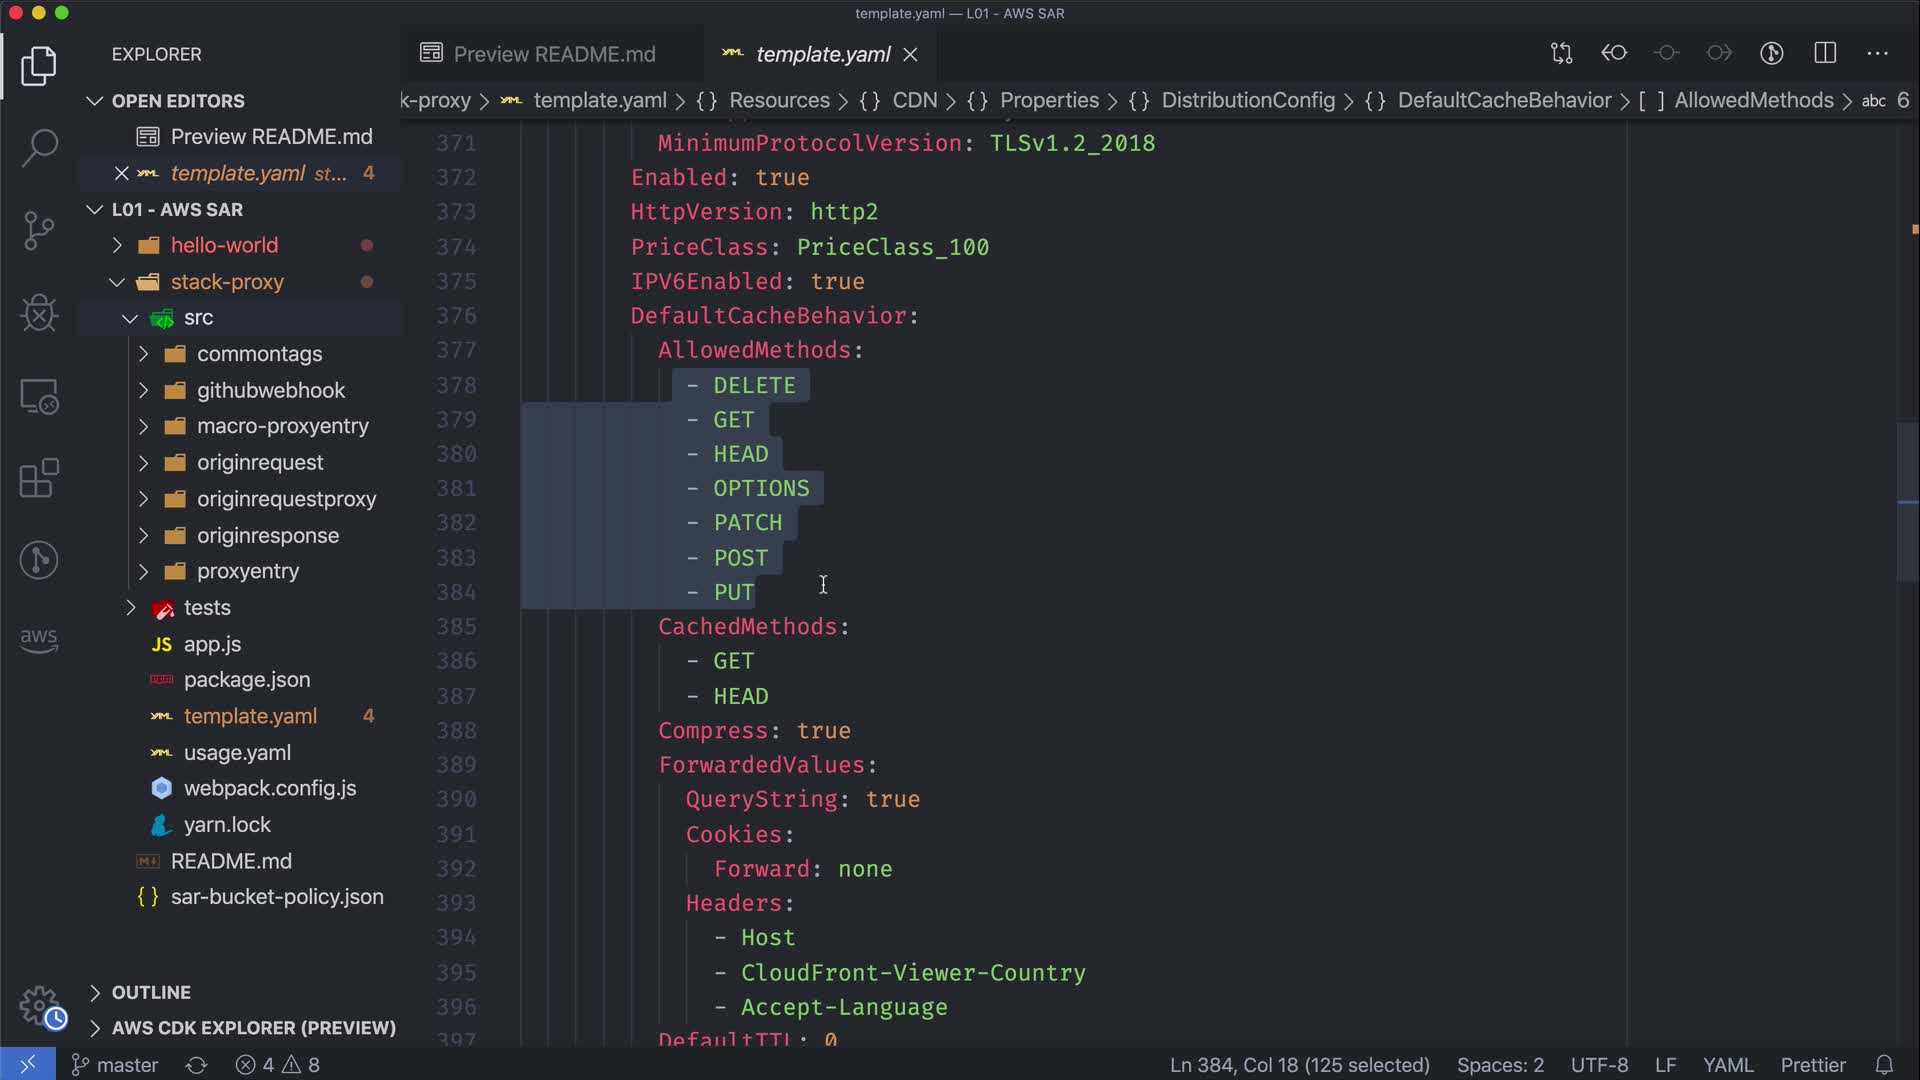 template.yaml — L01 - AWS SAR
EXPLORER
Preview README.md
template.yaml
k-proxy > template.yaml > {} Resources > {} CDN > {} Properties > {} DistributionConfig > {} DefaultCacheBehavior > [ ] AllowedMethods > abc 6
OPEN EDITORS
Preview README.md
template.yaml st... 4
L01 - AWS SAR
hello-world
stack-proxy
src
commontags
githubwebhook
macro-proxyentry
originrequest
originrequestproxy
originresponse
proxyentry
tests
JS app.js
package.json
template.yaml 4
usage.yaml
webpack.config.js
yarn.lock
README.md
{ } sar-bucket-policy.json
OUTLINE
AWS CDK EXPLORER (PREVIEW)
aws
371 MinimumProtocolVersion: TLSv1.2_2018
372 Enabled: true
373 HttpVersion: http2
374 PriceClass: PriceClass_100
375 IPV6Enabled: true
376 DefaultCacheBehavior:
377 AllowedMethods:
378 - DELETE
379 - GET
380 - HEAD
381 - OPTIONS
382 - PATCH
383 - POST
384 - PUT
385 CachedMethods:
386 - GET
387 - HEAD
388 Compress: true
389 ForwardedValues:
390 QueryString: true
391 Cookies:
392 Forward: none
393 Headers:
394 - Host
395 - CloudFront-Viewer-Country
396 - Accept-Language
397 DefaultTTL: 0
master 4 8
Ln 384, Col 18 (125 selected) Spaces: 2 UTF-8 LF YAML Prettier